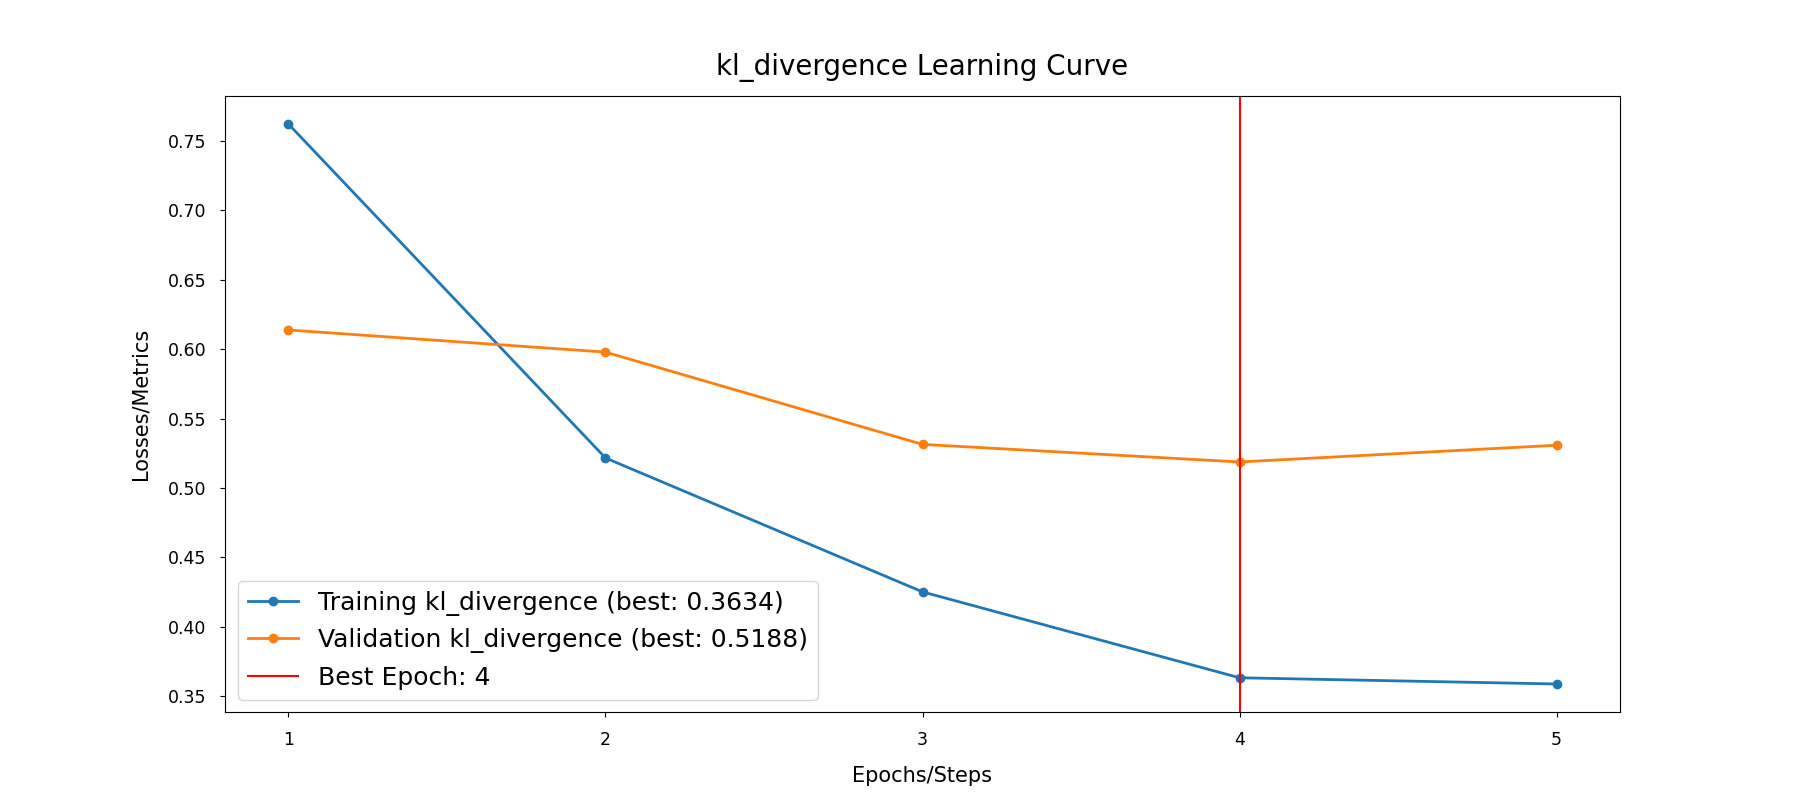 kl_divergence Learning Curve
Losses/Metrics
0.75
0.70
0.65
0.60
0.55
0.50
0.45
0.40
0.35
Training kl_divergence (best: 0.3634)
Validation kl_divergence (best: 0.5188)
Best Epoch: 4
1 2 3 4 5
Epochs/Steps